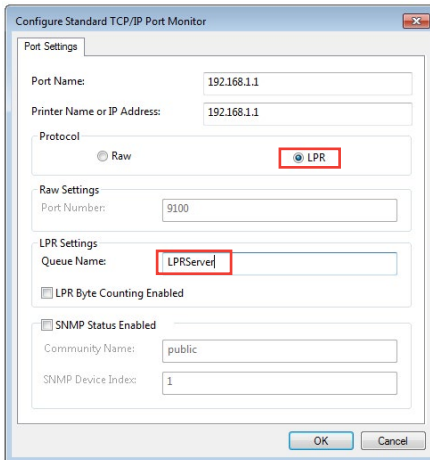 Configure Standard TCP/IP Port Monitor
Port Settings
Port Name: 192.168.1.1
Printer Name or IP Address: 192.168.1.1
Protocol
Raw LPR
Raw Settings
Port Number: 9100
LPR Settings
Queue Name: LPRServer
LPR Byte Counting Enabled
SNMP Status Enabled
Community Name: public
SNMP Device Index: 1
OK Cancel